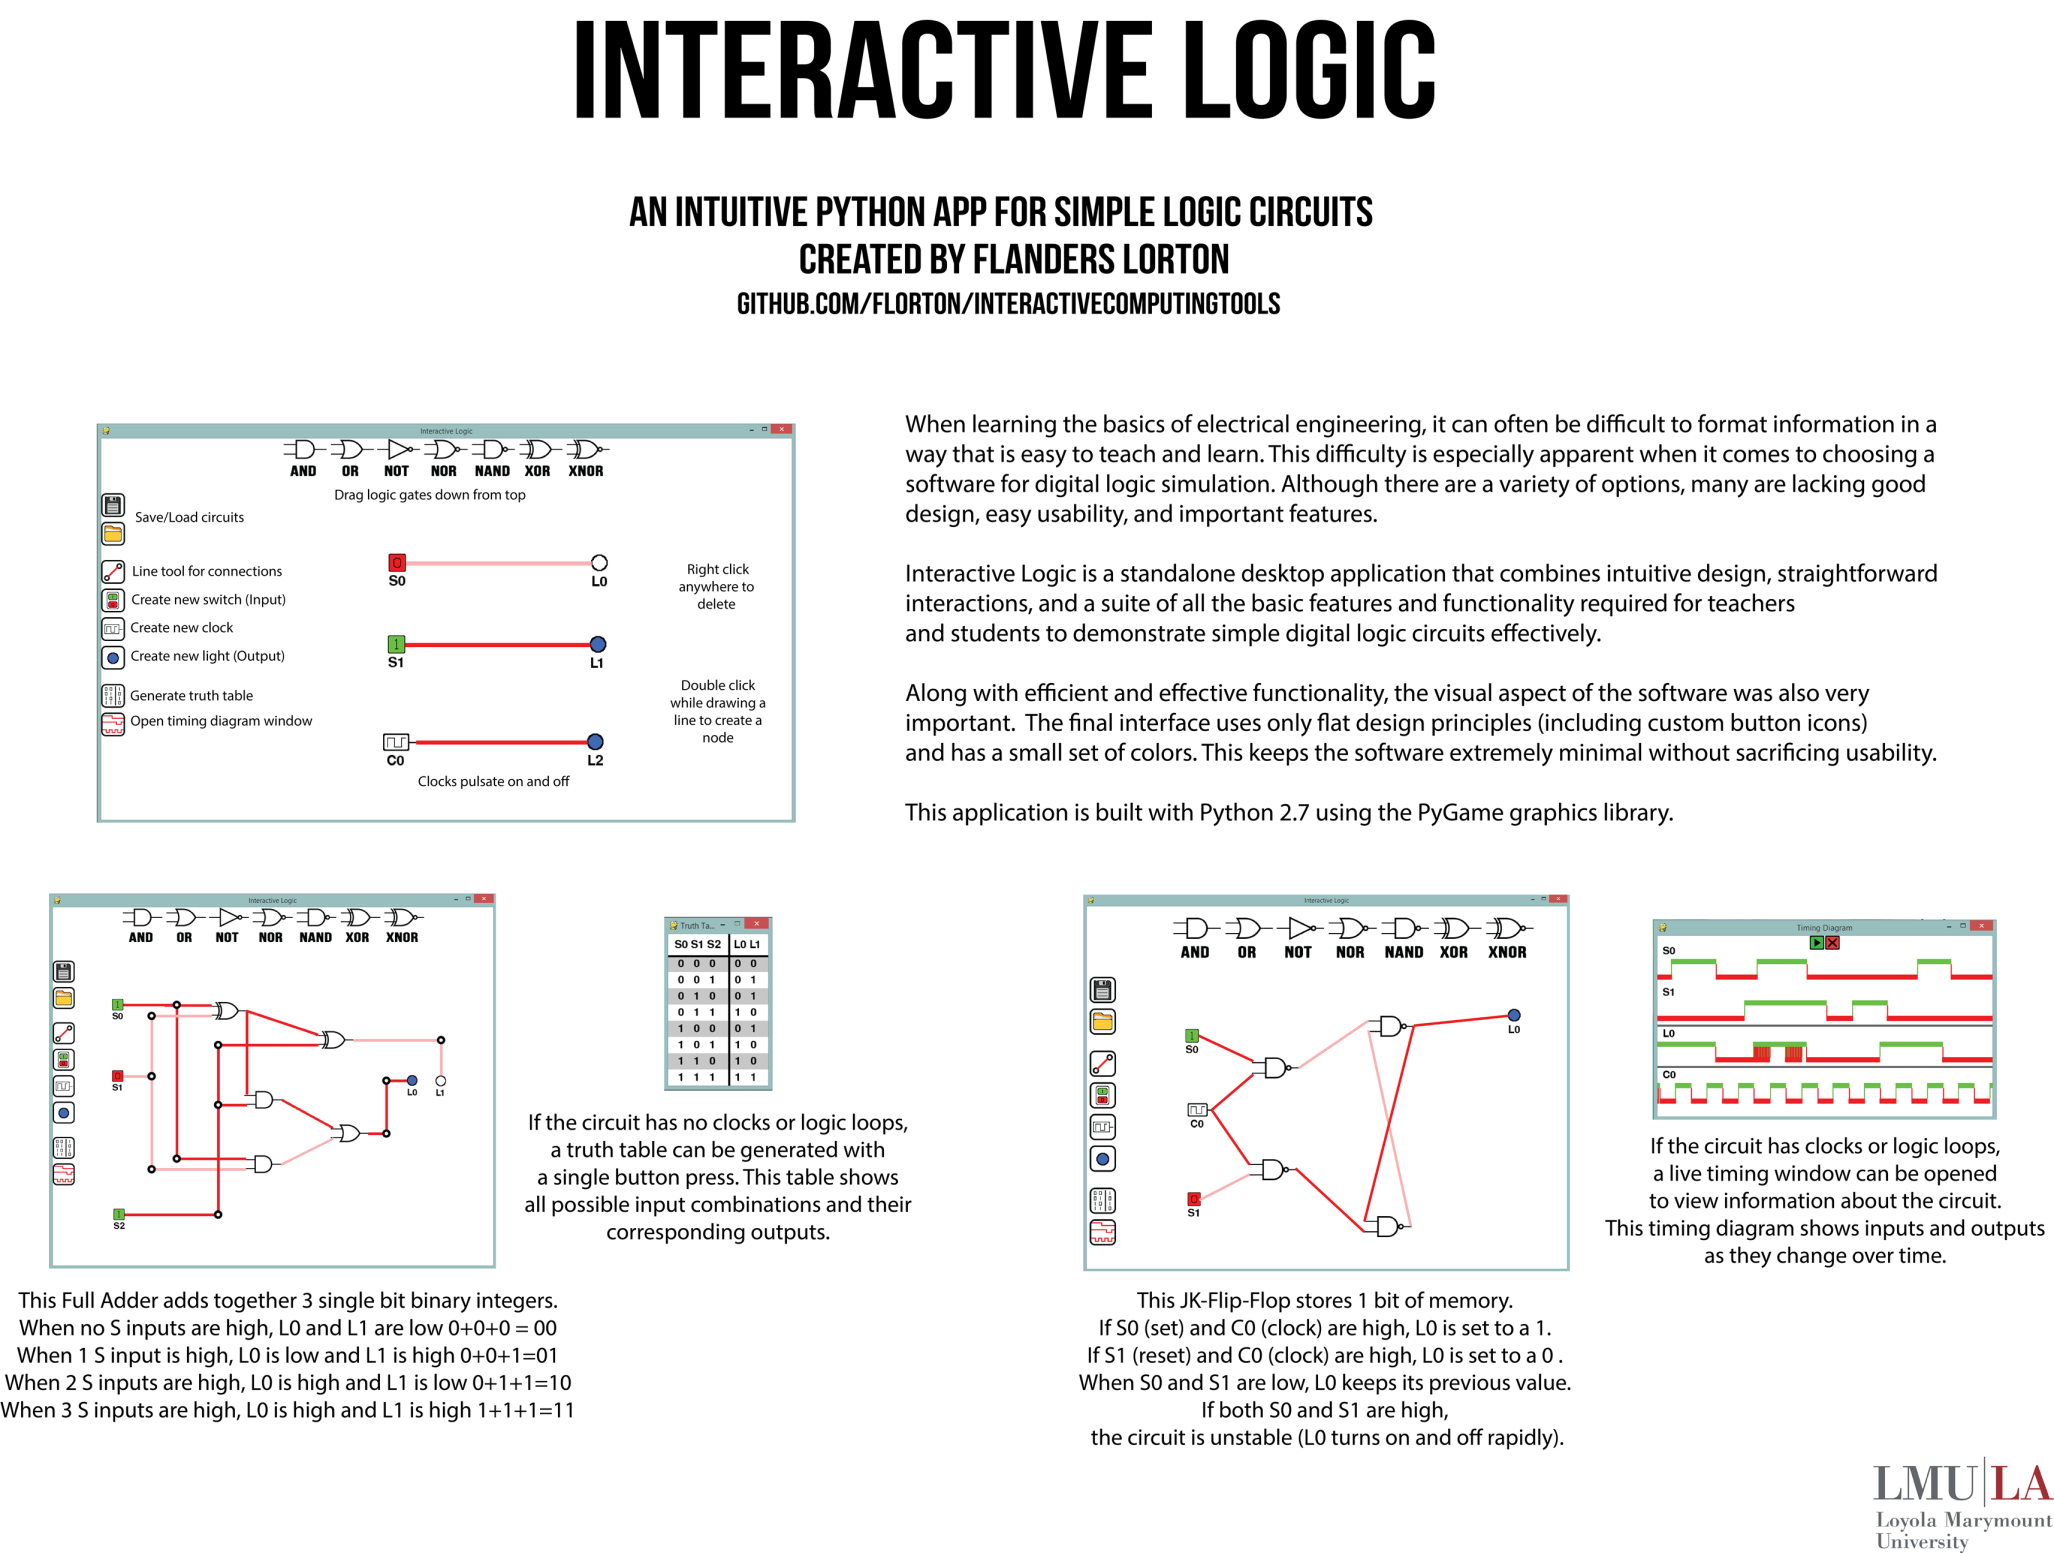 INTERACTIVE LOGIC
AN INTUITIVE PYTHON APP FOR SIMPLE LOGIC CIRCUITS
CREATED BY FLANDERS LORTON
GITHUB.COM/FLORTON/INTERACTIVECOMPUTINGTOOLS
Interactive Logic
AND OR NOT NOR NAND XOR XNOR
Drag logic gates down from top
Save/Load circuits
Line tool for connections
Create new switch (Input)
Create new clock
Create new light (Output)
Generate truth table
Open timing diagram window
0
S0 L0
1
S1 L1
C0 L2
Clocks pulsate on and off
Right click
anywhere to
delete
Double click
while drawing a
line to create a
node
When learning the basics of electrical engineering, it can often be difficult to format information in a
way that is easy to teach and learn. This difficulty is especially apparent when it comes to choosing a
software for digital logic simulation. Although there are a variety of options, many are lacking good
design, easy usability, and important features.
Interactive Logic is a standalone desktop application that combines intuitive design, straightforward
interactions, and a suite of all the basic features and functionality required for teachers
and students to demonstrate simple digital logic circuits effectively.
Along with efficient and effective functionality, the visual aspect of the software was also very
important. The final interface uses only flat design principles (including custom button icons)
and has a small set of colors. This keeps the software extremely minimal without sacrificing usability.
This application is built with Python 2.7 using the PyGame graphics library.
Interactive Logic
AND OR NOT NOR NAND XOR XNOR
1
S0
0
S1
L0 L1
1
S2
This Full Adder adds together 3 single bit binary integers.
When no S inputs are high, L0 and L1 are low 0+0+0 = 00
When 1 S input is high, L0 is low and L1 is high 0+0+1=01
When 2 S inputs are high, L0 is high and L1 is low 0+1+1=10
When 3 S inputs are high, L0 is high and L1 is high 1+1+1=11
Truth Ta...
S0 S1 S2 L0 L1
0 0 0 0 0
0 0 1 0 1
0 1 0 0 1
0 1 1 1 0
1 0 0 0 1
1 0 1 1 0
1 1 0 1 0
1 1 1 1 1
If the circuit has no clocks or logic loops,
a truth table can be generated with
a single button press. This table shows
all possible input combinations and their
corresponding outputs.
Interactive Logic
AND OR NOT NOR NAND XOR XNOR
1
S0
L0
C0
0
S1
This JK-Flip-Flop stores 1 bit of memory.
If S0 (set) and C0 (clock) are high, L0 is set to a 1.
If S1 (reset) and C0 (clock) are high, L0 is set to a 0 .
When S0 and S1 are low, L0 keeps its previous value.
If both S0 and S1 are high,
the circuit is unstable (L0 turns on and off rapidly).
Timing Diagram
S0
S1
L0
C0
If the circuit has clocks or logic loops,
a live timing window can be opened
to view information about the circuit.
This timing diagram shows inputs and outputs
as they change over time.
LMU|LA
Loyola Marymount
University